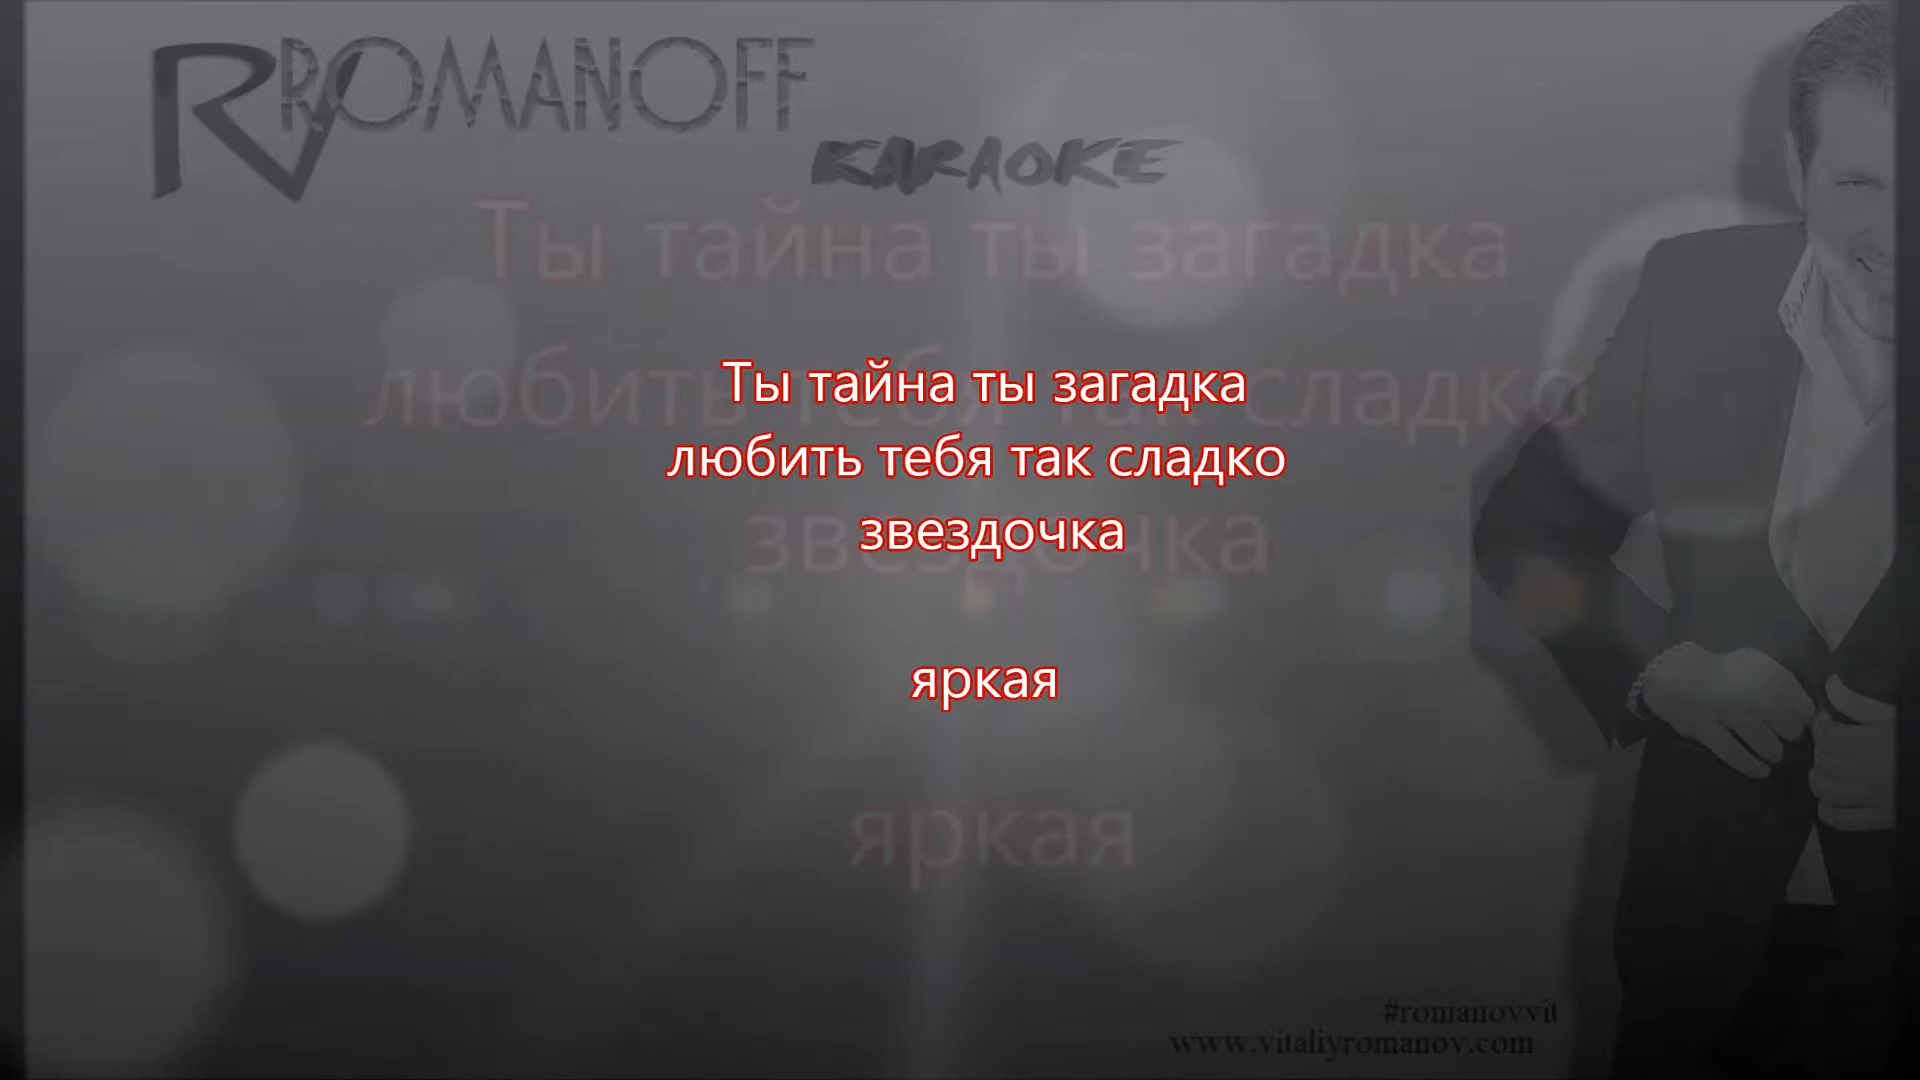 RV ROMANOFF
KARAOKE
Ты тайна ты загадка
любить тебя так сладко
звездочка
яркая
Ты тайна ты загадка
любить тебя так сладко
звездочка
яркая
#romanovvit
www.vitaliyromanov.com